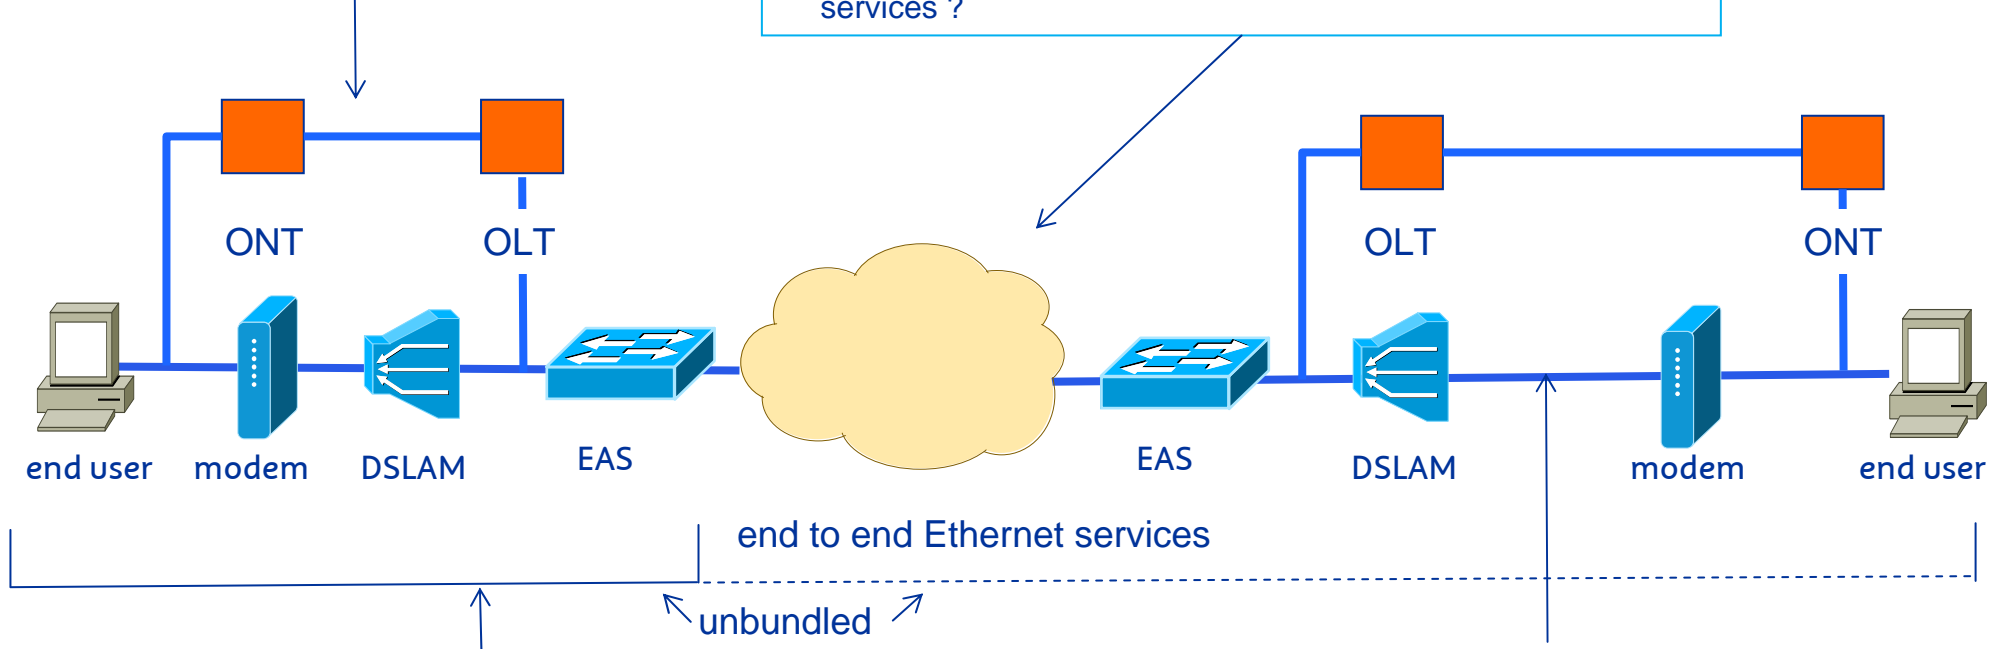 services ?
ONT
OLT
OLT
ONT
end user
modem
DSLAM
EAS
EAS
DSLAM
modem
end user
end to end Ethernet services
unbundled